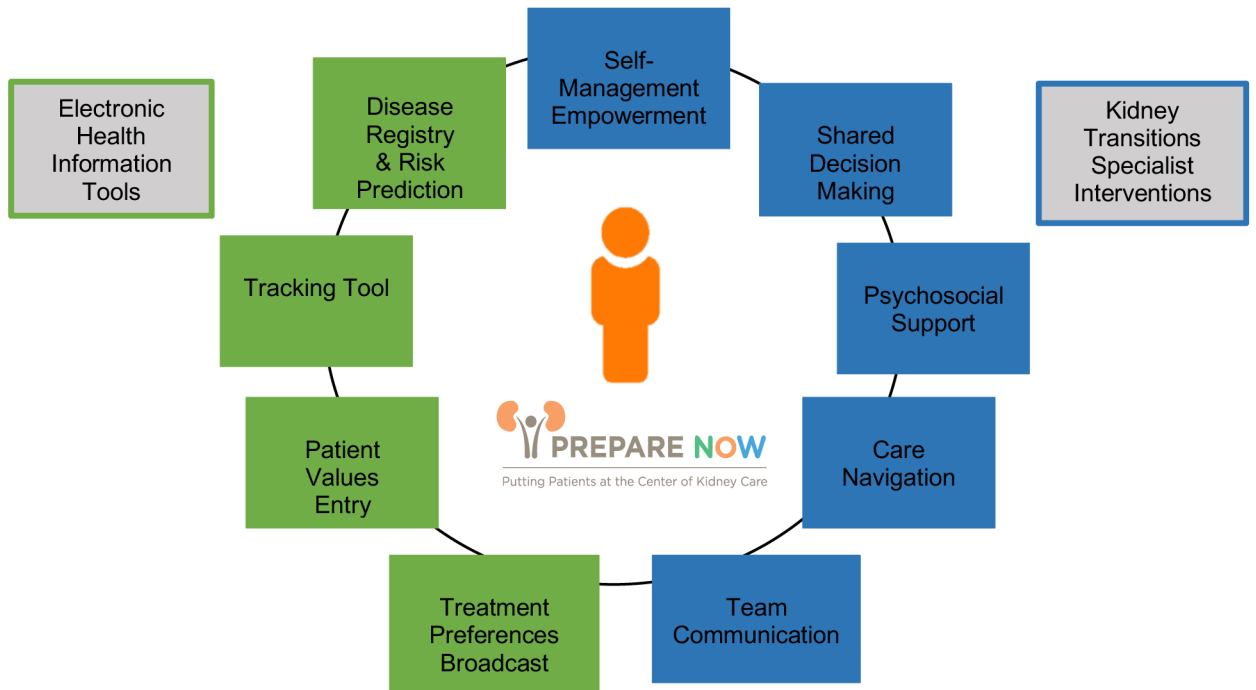 Electronic
Health
Information
Tools
Disease
Registry
& Risk
Prediction
Self-
Management
Empowerment
Shared
Decision
Making
Kidney
Transitions
Specialist
Interventions
Tracking Tool
Psychosocial
Support
Patient
Values
Entry
PREPARE NOW
Putting Patients at the Center of Kidney Care
Care
Navigation
Treatment
Preferences
Broadcast
Team
Communication